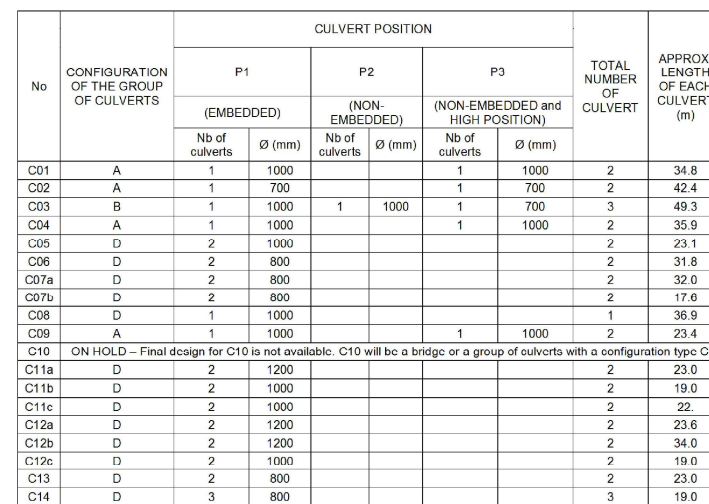 CULVERT POSITION
No CONFIGURATION OF THE GROUP OF CULVERTS P1 P2 P3 TOTAL NUMBER OF CULVERT APPROX LENGTH OF EACH CULVERT (m)
(EMBEDDED) (NON-EMBEDDED) (NON-EMBEDDED and HIGH POSITION)
Nb of culverts Ø (mm) Nb of culverts Ø (mm) Nb of culverts Ø (mm)
C01 A 1 1000 1 1000 2 34.8
C02 A 1 700 1 700 2 42.4
C03 B 1 1000 1 1000 1 700 3 49.3
C04 A 1 1000 1 1000 2 35.9
C05 D 2 1000 2 23.1
C06 D 2 800 2 31.8
C07a D 2 800 2 32.0
C07b D 2 800 2 17.6
C08 D 1 1000 1 36.9
C09 A 1 1000 1 1000 2 23.4
C10 ON HOLD – Final design for C10 is not available. C10 will be a bridge or a group of culverts with a configuration type C
C11a D 2 1200 2 23.0
C11b D 2 1000 2 19.0
C11c D 2 1000 2 22.
C12a D 2 1200 2 23.6
C12b D 2 1200 2 34.0
C12c D 2 1000 2 19.0
C13 D 2 800 2 23.0
C14 D 3 800 3 19.0